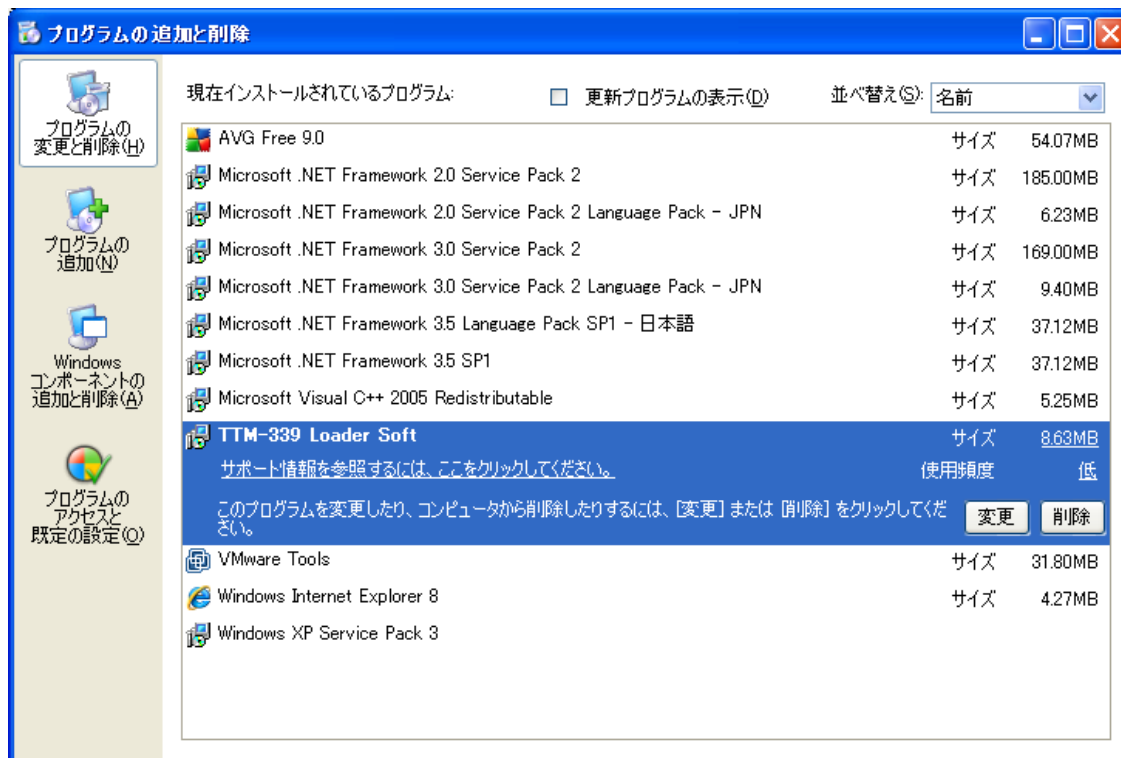 プログラムの追加と削除
プログラムの
変更と削除(H)
プログラムの
追加(N)
Windows
コンポーネントの
追加と削除(A)
プログラムの
アクセスと
既定の設定(O)
現在インストールされているプログラム: 更新プログラムの表示(D) 並べ替え(S): 名前
AVG Free 9.0 サイズ 54.07MB
Microsoft .NET Framework 2.0 Service Pack 2 サイズ 185.00MB
Microsoft .NET Framework 2.0 Service Pack 2 Language Pack - JPN サイズ 6.23MB
Microsoft .NET Framework 3.0 Service Pack 2 サイズ 169.00MB
Microsoft .NET Framework 3.0 Service Pack 2 Language Pack - JPN サイズ 9.40MB
Microsoft .NET Framework 3.5 Language Pack SP1 - 日本語 サイズ 37.12MB
Microsoft .NET Framework 3.5 SP1 サイズ 37.12MB
Microsoft Visual C++ 2005 Redistributable サイズ 5.25MB
TTM-339 Loader Soft サイズ 8.63MB
サポート情報を参照するには、ここをクリックしてください。 使用頻度 低
このプログラムを変更したり、コンピュータから削除したりするには、[変更] または [削除] をクリックしてくだ
さい。 変更 削除
VMware Tools サイズ 31.80MB
Windows Internet Explorer 8 サイズ 4.27MB
Windows XP Service Pack 3